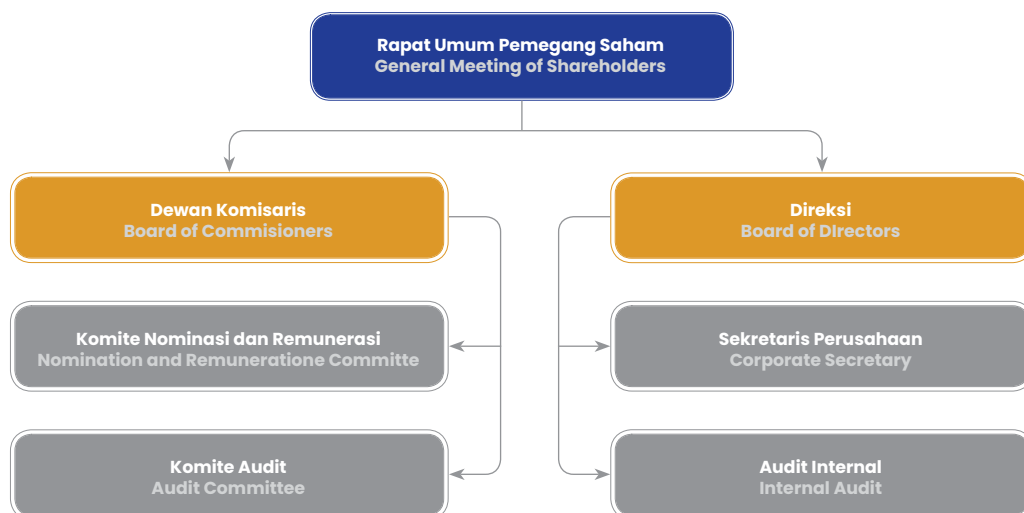 Rapat Umum Pemegang Saham
General Meeting of Shareholders
Dewan Komisaris
Board of Commisioners
Direksi
Board of DIrectors
Komite Nominasi dan Remunerasi
Nomination and Remuneratione Committe
Sekretaris Perusahaan
Corporate Secretary
Komite Audit
Audit Committee
Audit Internal
Internal Audit